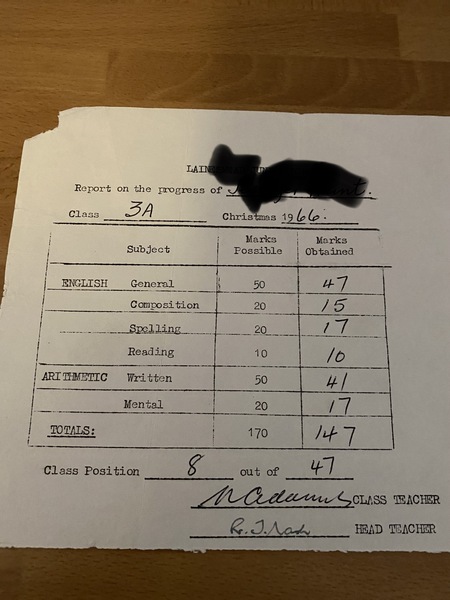 Report on the progress of
Class 3A Christmas 1966.
Subject Marks Possible Marks Obtained
ENGLISH General 50 47
Composition 20 15
Spelling 20 17
Reading 10 10
ARITHMETIC Written 50 41
Mental 20 17
TOTALS: 170 147
Class Position 8 out of 47
CLASS TEACHER
HEAD TEACHER